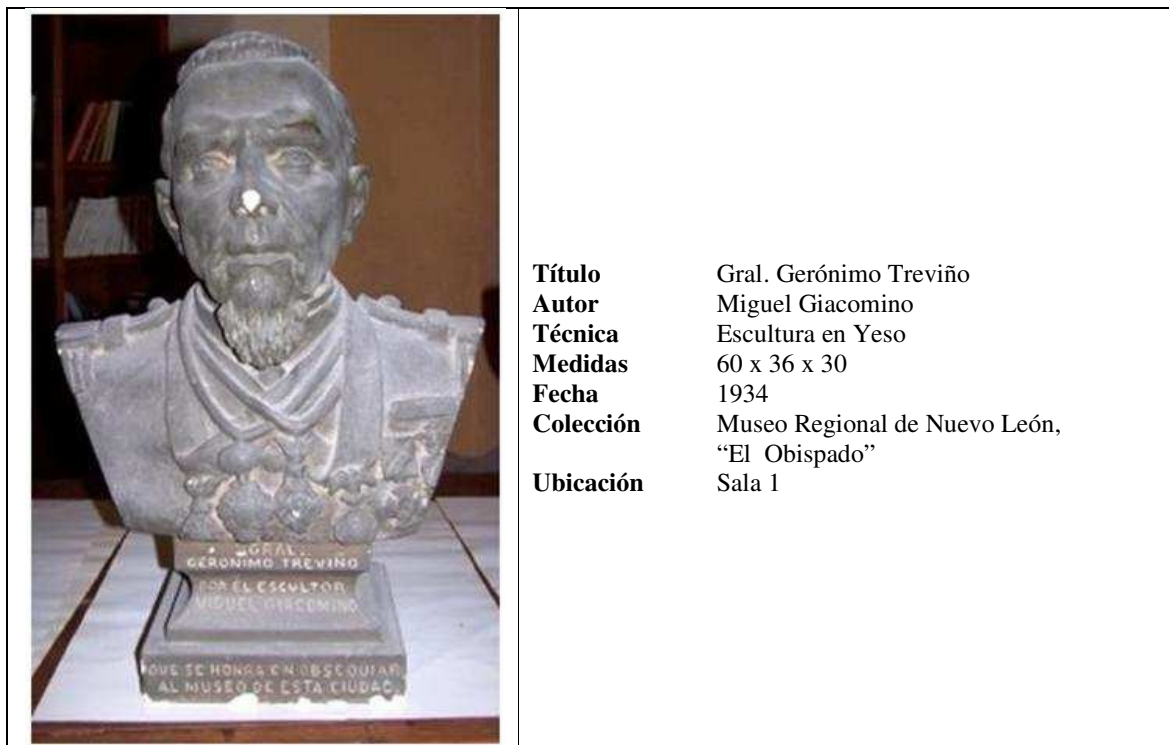 GRAL.
GERONIMO TREVIÑO
POR EL ESCULTOR
MIGUEL GIACOMINO
QUE SE HONRA EN OBSEQUIAR
AL MUSEO DE ESTA CIUDAD
Título Gral. Gerónimo Treviño
Autor Miguel Giacomino
Técnica Escultura en Yeso
Medidas 60 x 36 x 30
Fecha 1934
Colección Museo Regional de Nuevo León,
“El Obispado”
Ubicación Sala 1